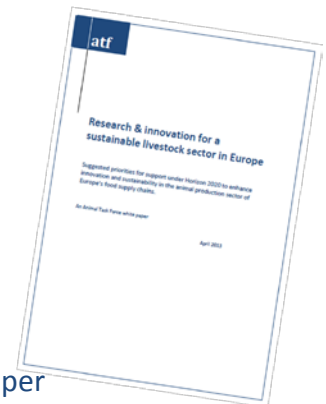 atf
Research & innovation for a
sustainable livestock sector in Europe
Suggested priorities for support under Horizon 2020 to enhance
innovation and sustainability in the animal production sector of
Europe's food supply chains.
An Animal Task Force white paper
April 2013
per